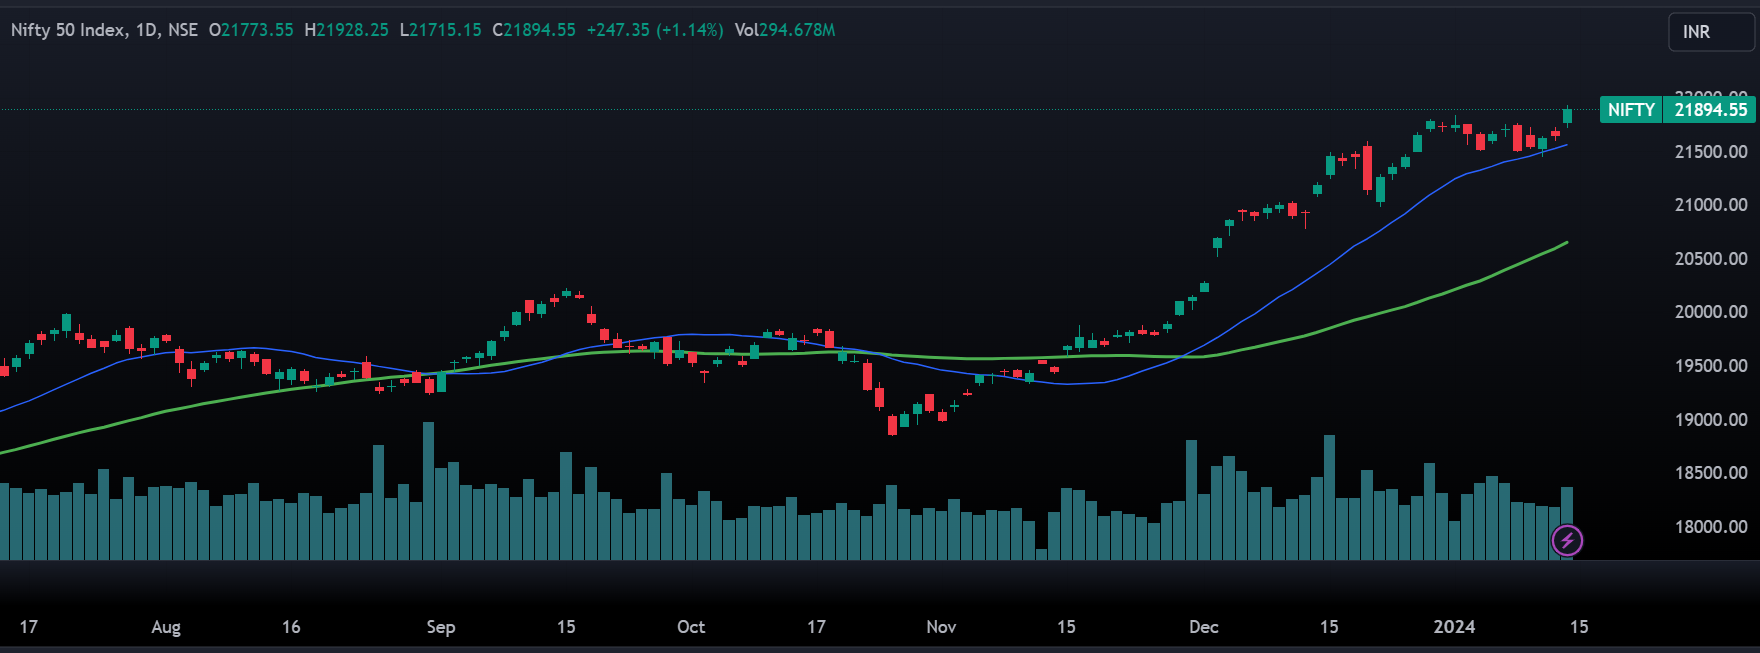 Nifty 50 Index, 1D, NSE O21773.55 H21928.25 L21715.15 C21894.55 +247.35 (+1.14%) Vol294.678M
INR
NIFTY 21894.55
21500.00
21000.00
20500.00
20000.00
19500.00
19000.00
18500.00
18000.00
17 Aug 16 Sep 15 Oct 17 Nov 15 Dec 15 2024 15